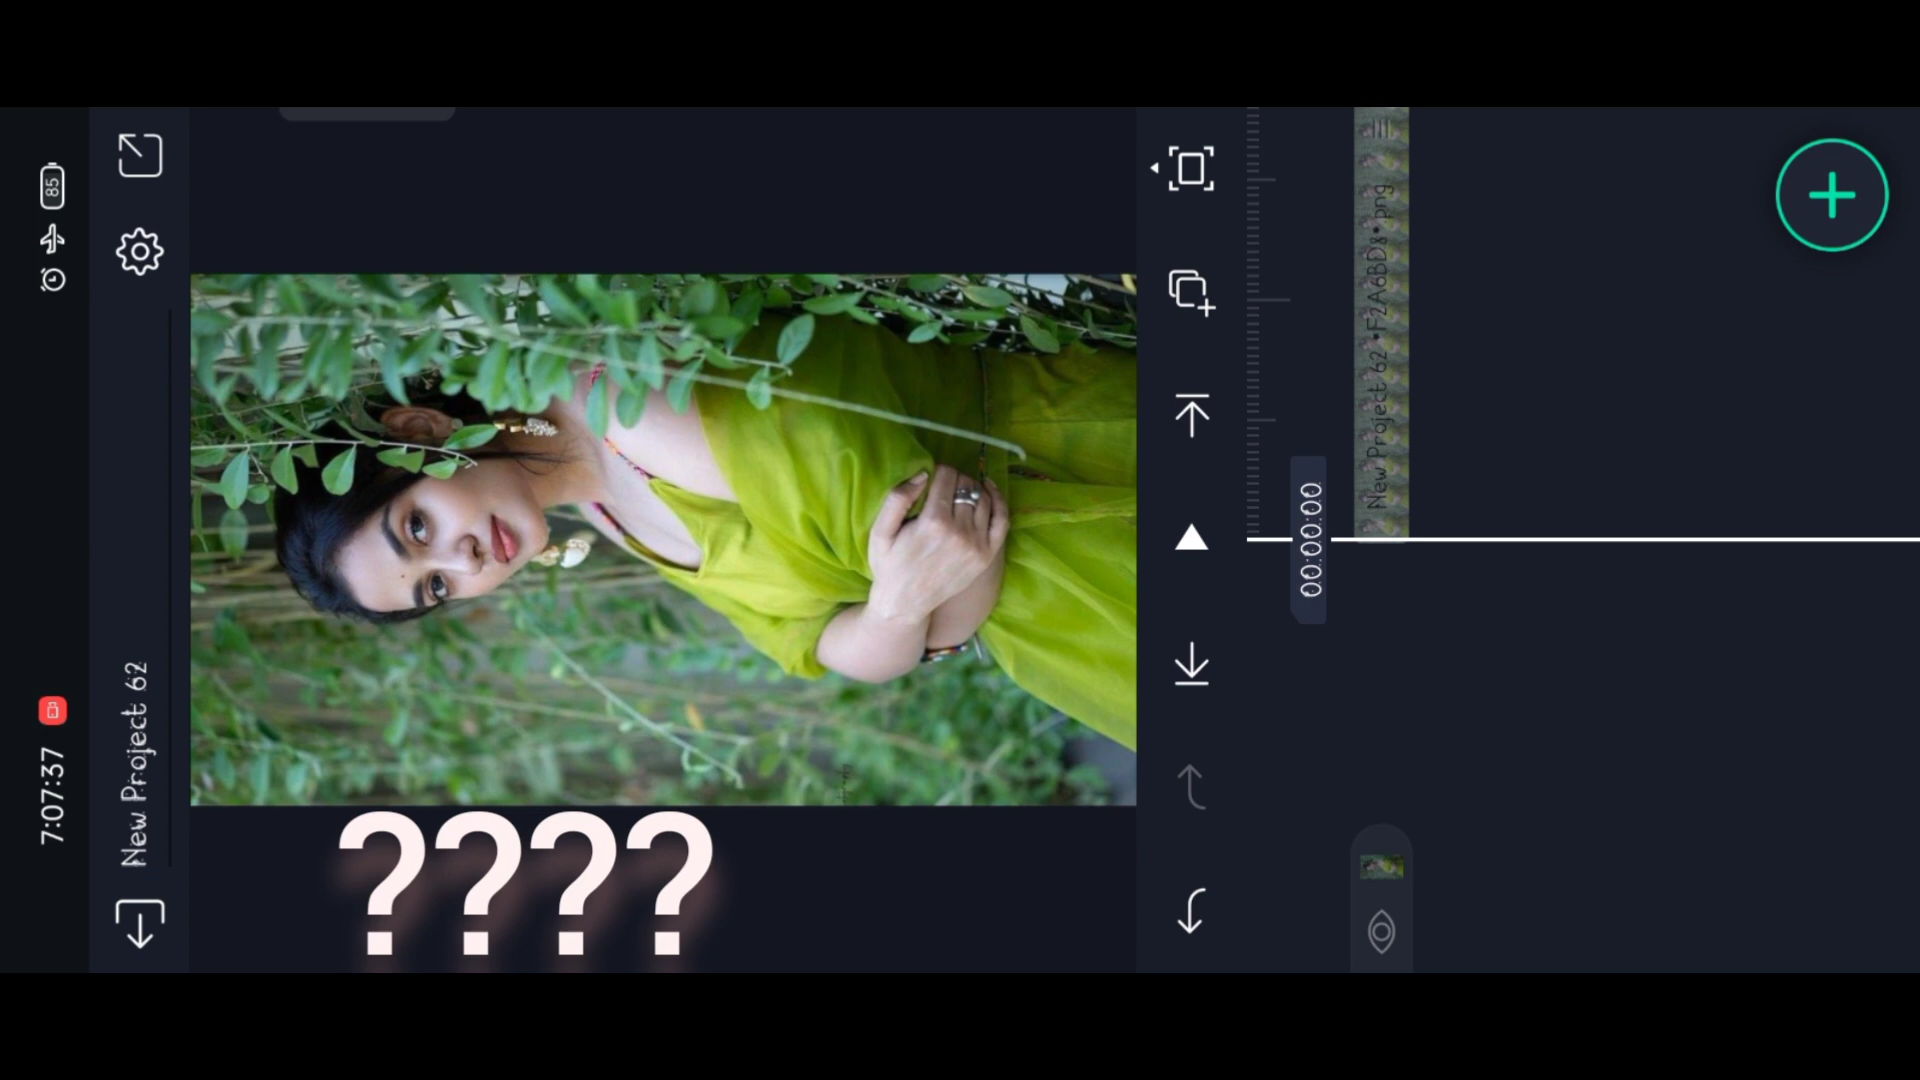 7:07:37
85
New Project 62
????
00:00:00
New Project 62 •F2A6BD8•png